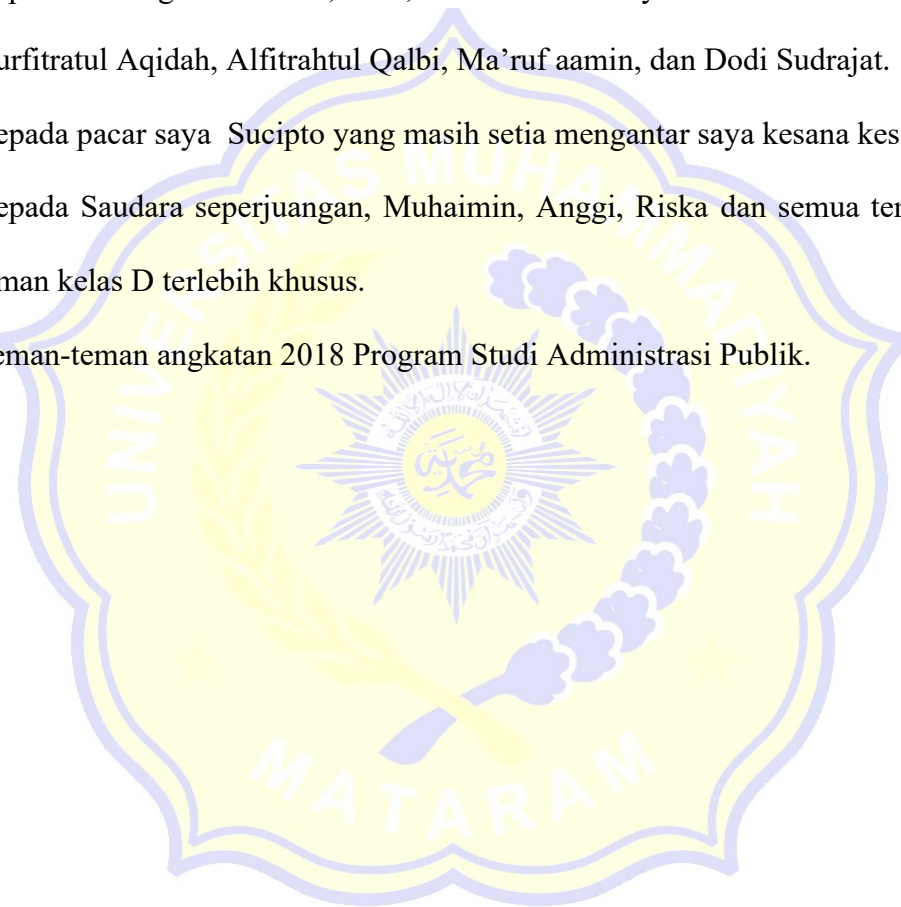 urfitratul Aqidah, Alfitrahtul Qalbi, Ma’ruf aamin, dan Dodi Sudrajat.
epada pacar saya Sucipto yang masih setia mengantar saya kesana kes
epada Saudara seperjuangan, Muhaimin, Anggi, Riska dan semua ter
man kelas D terlebih khusus.
eman-teman angkatan 2018 Program Studi Administrasi Publik.
UNIVERSITAS MUHAMMADIYAH
MATARAM